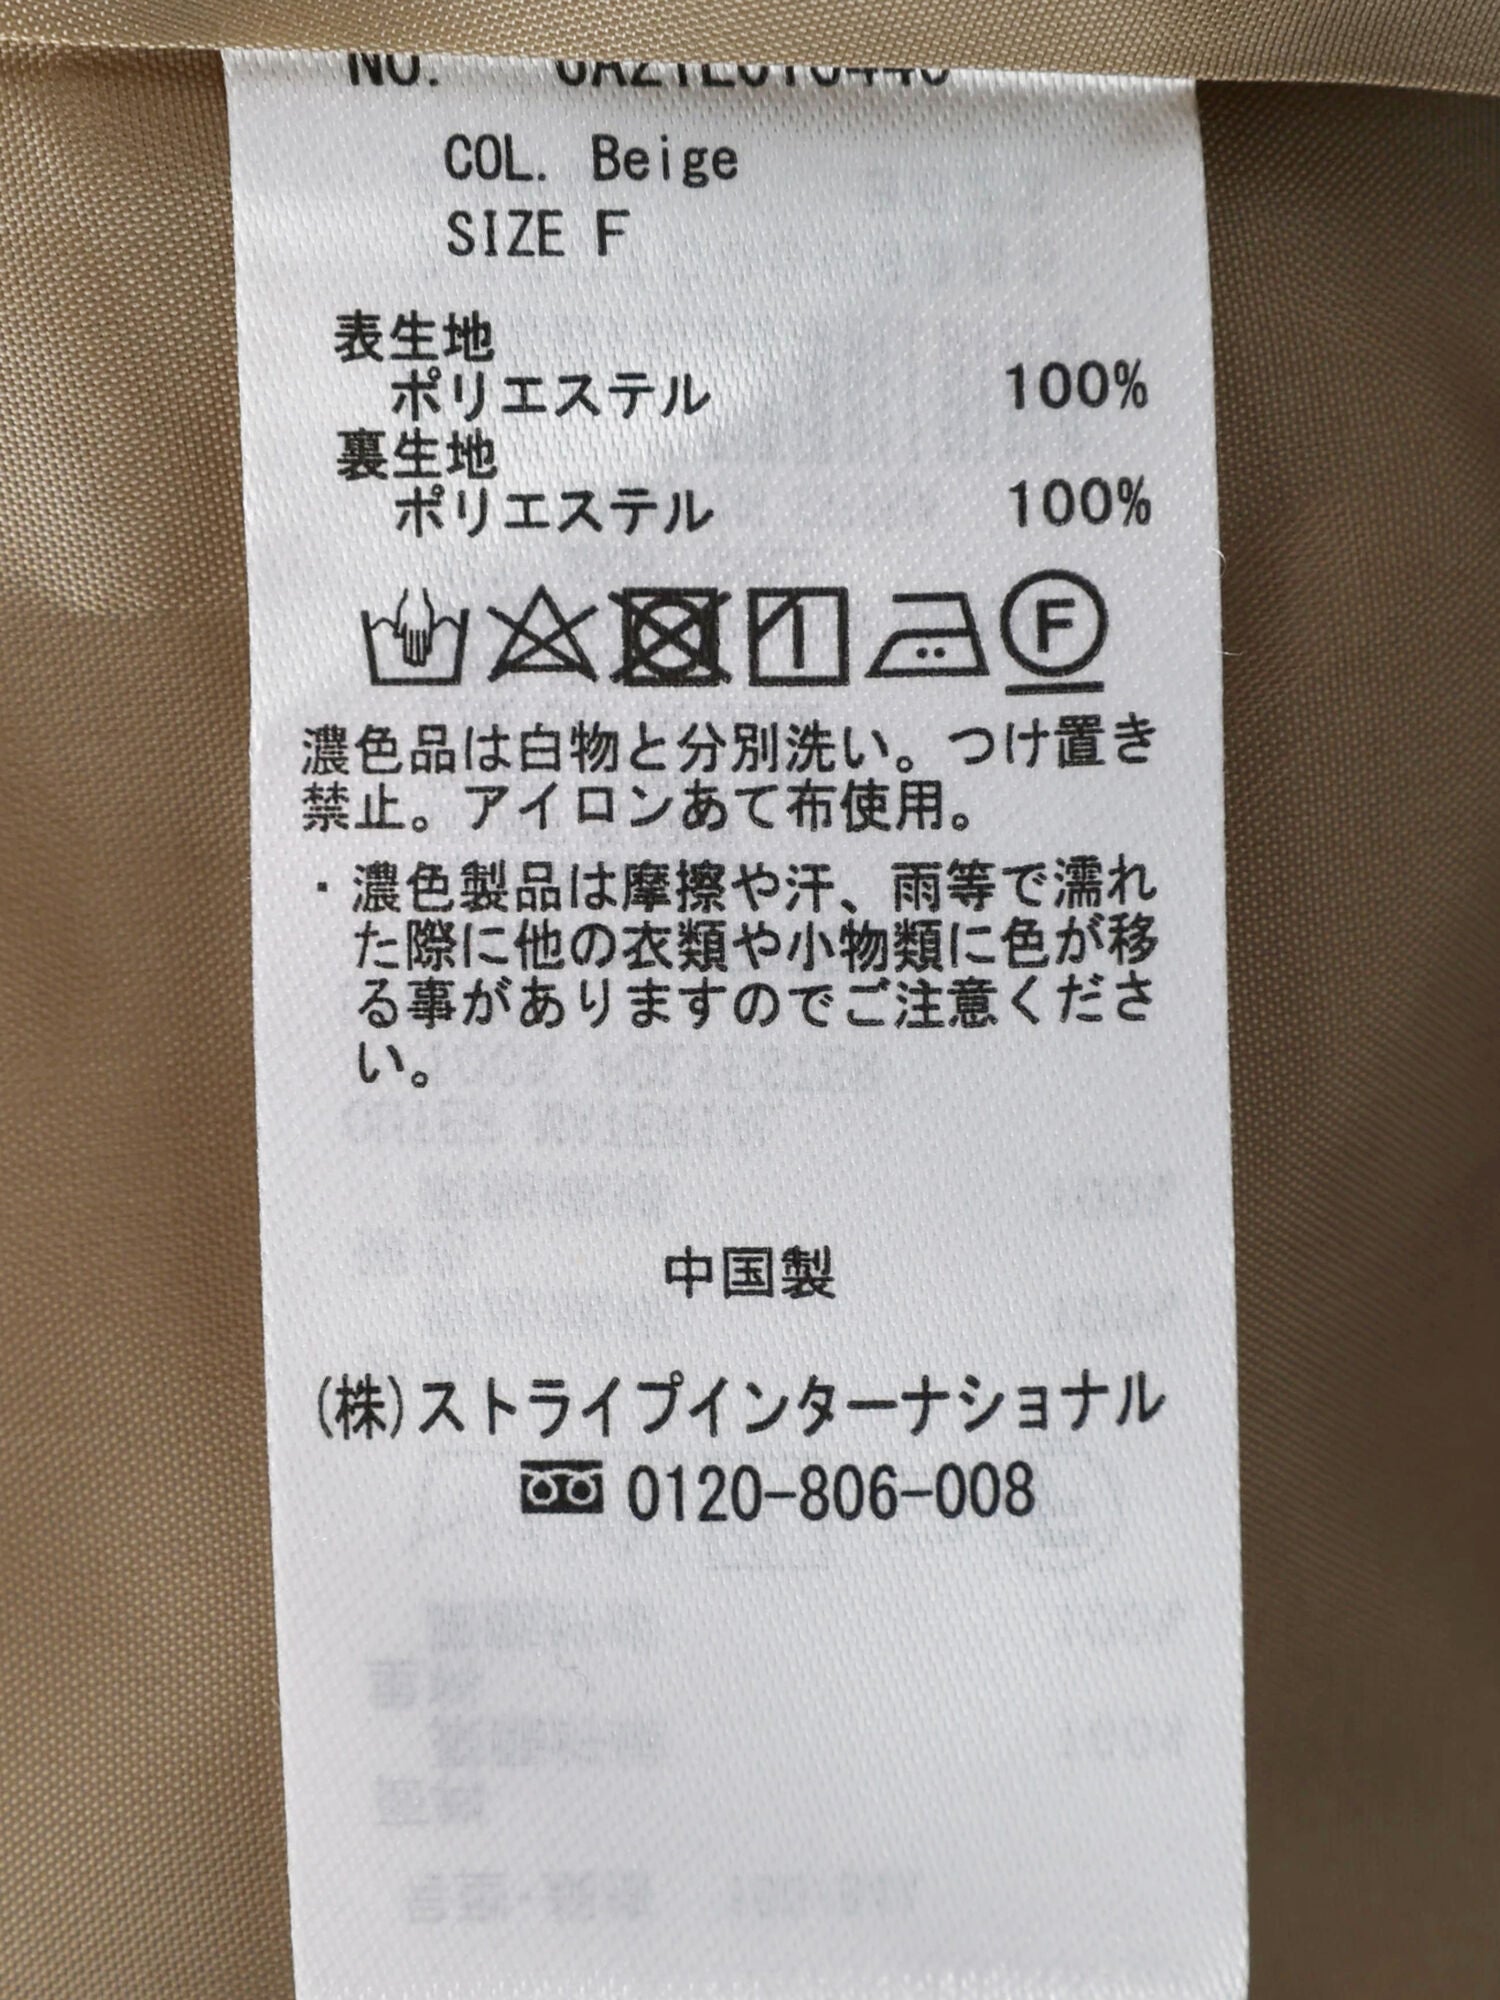 NO.
COL. Beige
SIZE F
表生地
ポリエステル 100%
裏生地
ポリエステル 100%
F
濃色品は白物と分別洗い。つけ置き
禁止。アイロンあて布使用。
・濃色製品は摩擦や汗、雨等で濡れ
た際に他の衣類や小物類に色が移
る事がありますのでご注意くださ
い。
中国製
(株)ストライプインターナショナル
0120-806-008